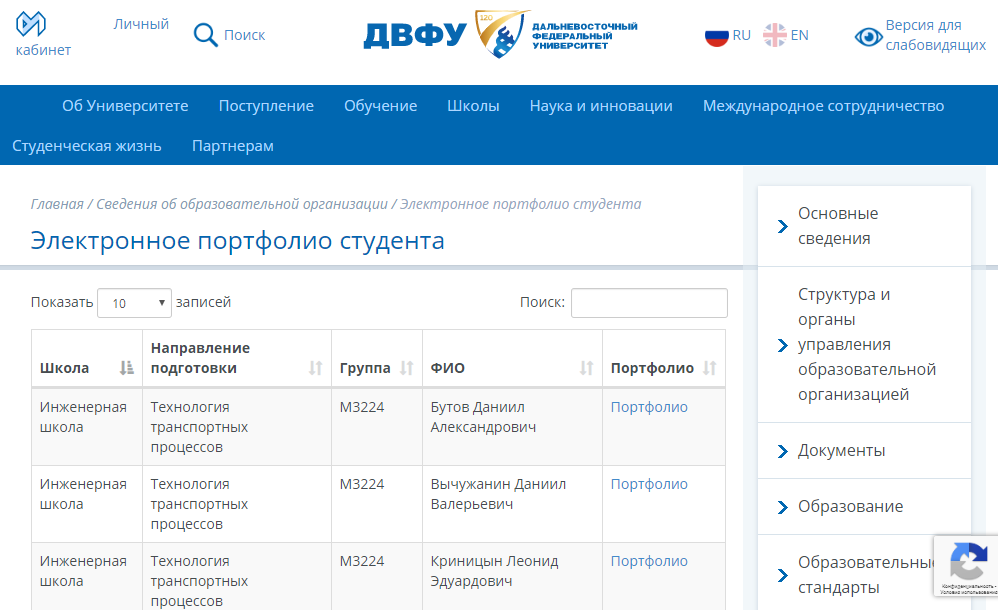 Личный
кабинет
Поиск
ДВФУ
120
ДАЛЬНЕВОСТОЧНЫЙ
ФЕДЕРАЛЬНЫЙ
УНИВЕРСИТЕТ
RU
EN
Версия для
слабовидящих
Об Университете Поступление Обучение Школы Наука и инновации Международное сотрудничество
Студенческая жизнь Партнерам
Главная / Сведения об образовательной организации / Электронное портфолио студента
Электронное портфолио студента
Показать 10 записей
Поиск:
Школа
Направление
подготовки
Группа
ФИО
Портфолио
Инженерная
школа
Технология
транспортных
процессов
М3224
Бутов Даниил
Александрович
Портфолио
Инженерная
школа
Технология
транспортных
процессов
М3224
Вычужанин Даниил
Валерьевич
Портфолио
Инженерная
школа
Технология
транспортных
процессов
М3224
Криницын Леонид
Эдуардович
Портфолио
Основные
сведения
Структура и
органы
управления
образовательной
организацией
Документы
Образование
Образовательные
стандарты
Конфиденциальность -
Условия использования